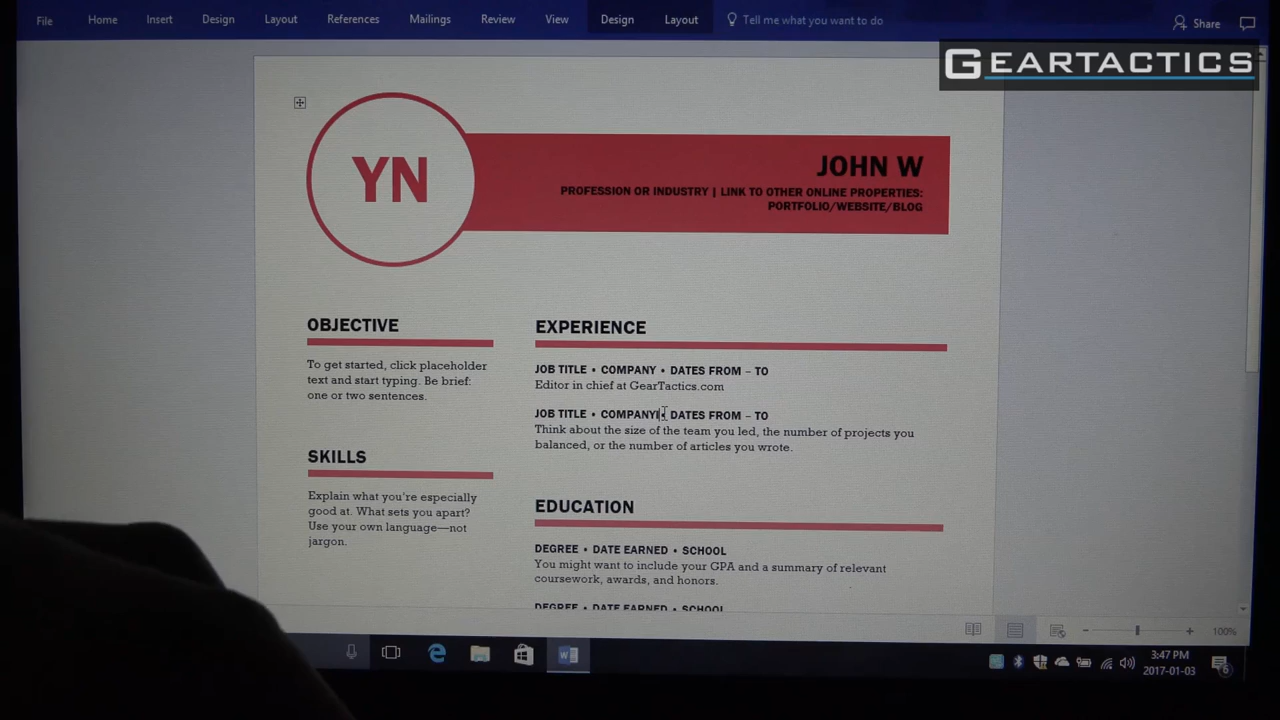 File Home Insert Design Layout References Mailings Review View Design Layout Tell me what you want to do Share
GEARTACTICS
YN
JOHN W
PROFESSION OR INDUSTRY | LINK TO OTHER ONLINE PROPERTIES:
PORTFOLIO/WEBSITE/BLOG
OBJECTIVE
To get started, click placeholder
text and start typing. Be brief:
one or two sentences.
SKILLS
Explain what you're especially
good at. What sets you apart?
Use your own language—not
jargon.
EXPERIENCE
JOB TITLE • COMPANY • DATES FROM – TO
Editor in chief at GearTactics.com
JOB TITLE • COMPANY • DATES FROM – TO
Think about the size of the team you led, the number of projects you
balanced, or the number of articles you wrote.
EDUCATION
DEGREE • DATE EARNED • SCHOOL
You might want to include your GPA and a summary of relevant
coursework, awards, and honors.
DEGREE • DATE EARNED • SCHOOL
100%
3:47 PM
2017-01-03
6